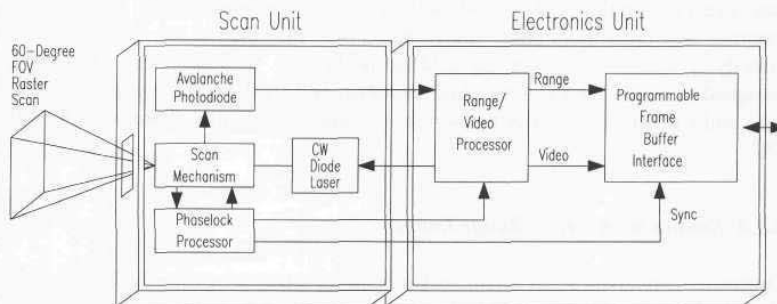 Scan Unit
Electronics Unit
60-Degree
FOV
Raster
Scan
Avalanche
Photodiode
Scan
Mechanism
CW
Diode
Laser
Phaselock
Processor
Range/
Video
Processor
Range
Video
Programmable
Frame
Buffer
Interface
Sync